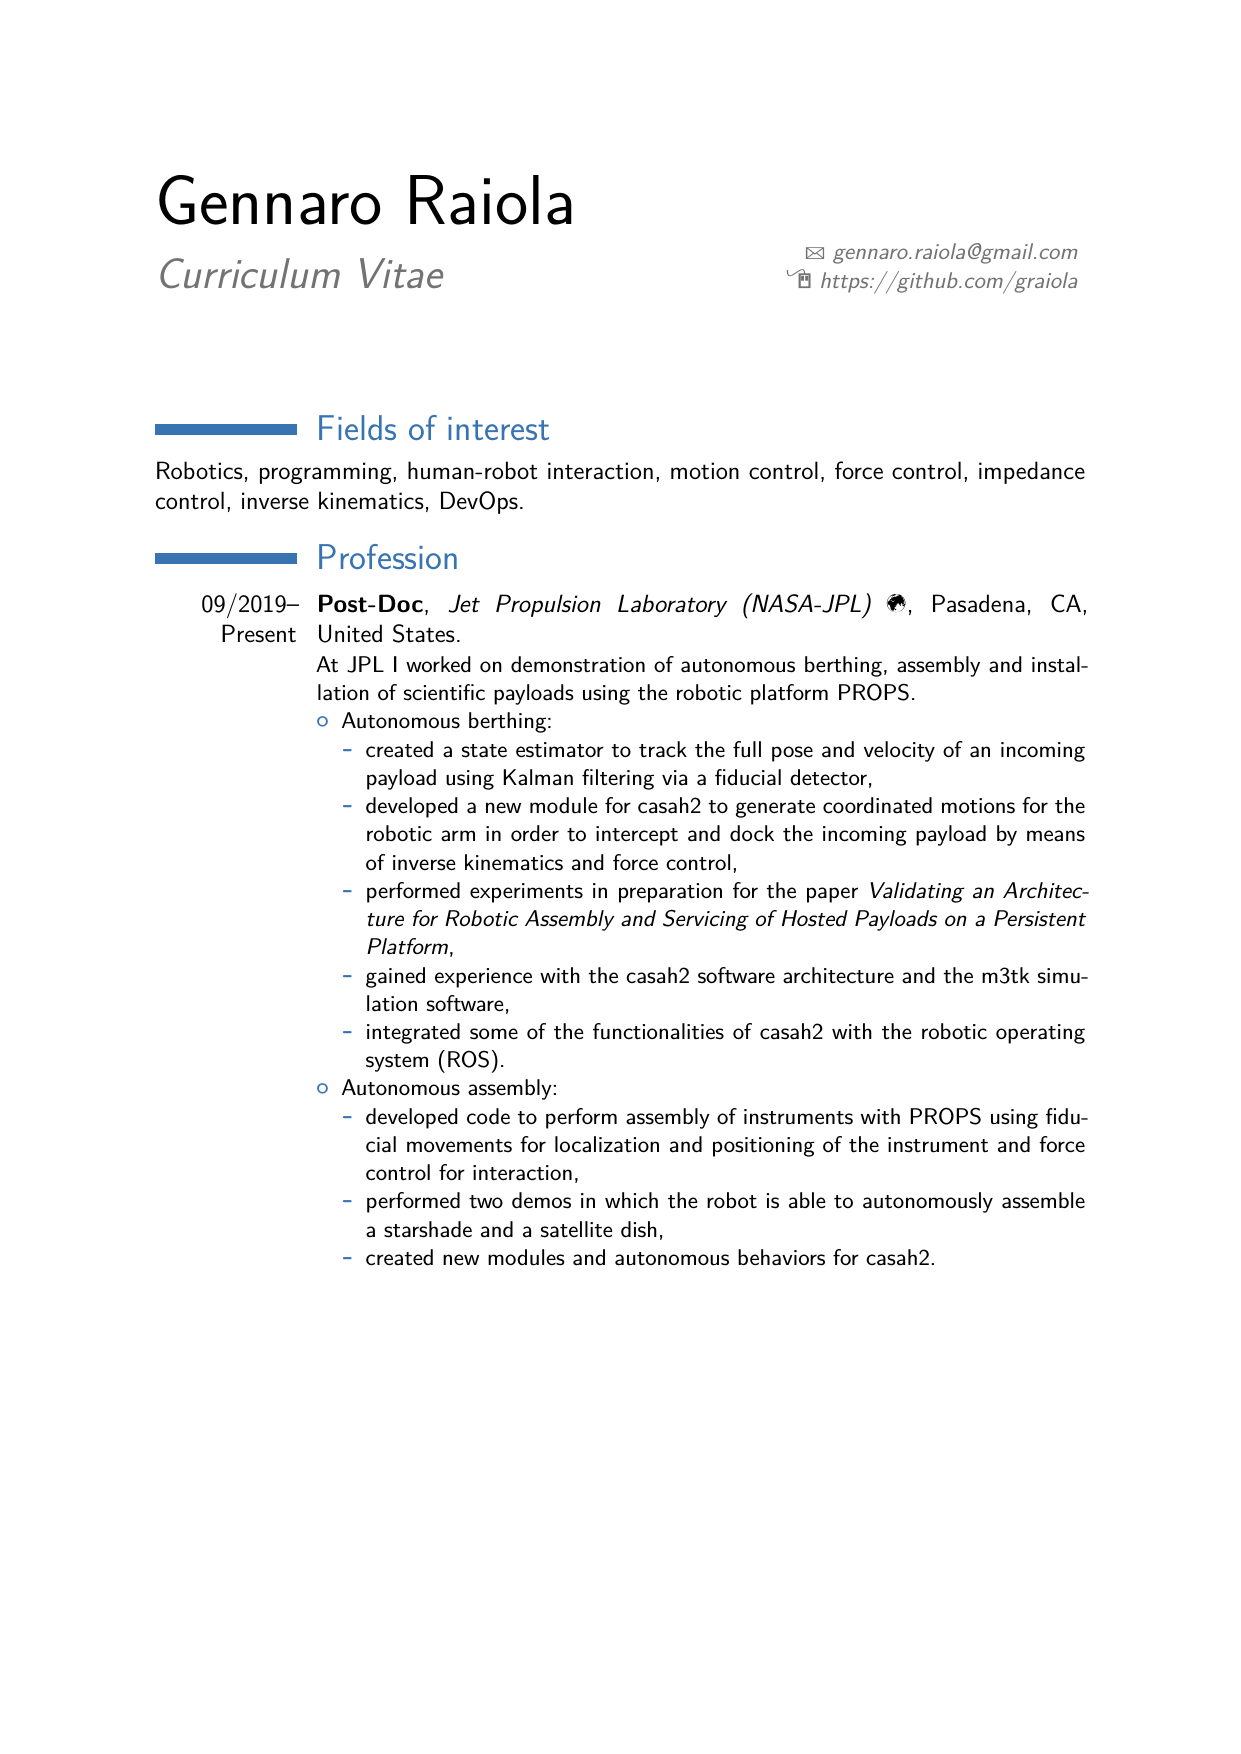 Gennaro Raiola
Curriculum Vitae
gennaro.raiola@gmail.com
https://github.com/graiola
Fields of interest
Robotics, programming, human-robot interaction, motion control, force control, impedance
control, inverse kinematics, DevOps.
Profession
09/2019–
Present
Post-Doc, Jet Propulsion Laboratory (NASA-JPL) , Pasadena, CA,
United States.
At JPL I worked on demonstration of autonomous berthing, assembly and instal-
lation of scientific payloads using the robotic platform PROPS.
Autonomous berthing:
– created a state estimator to track the full pose and velocity of an incoming
payload using Kalman filtering via a fiducial detector,
– developed a new module for casah2 to generate coordinated motions for the
robotic arm in order to intercept and dock the incoming payload by means
of inverse kinematics and force control,
– performed experiments in preparation for the paper Validating an Architec-
ture for Robotic Assembly and Servicing of Hosted Payloads on a Persistent
Platform,
– gained experience with the casah2 software architecture and the m3tk simu-
lation software,
– integrated some of the functionalities of casah2 with the robotic operating
system (ROS).
Autonomous assembly:
– developed code to perform assembly of instruments with PROPS using fidu-
cial movements for localization and positioning of the instrument and force
control for interaction,
– performed two demos in which the robot is able to autonomously assemble
a starshade and a satellite dish,
– created new modules and autonomous behaviors for casah2.